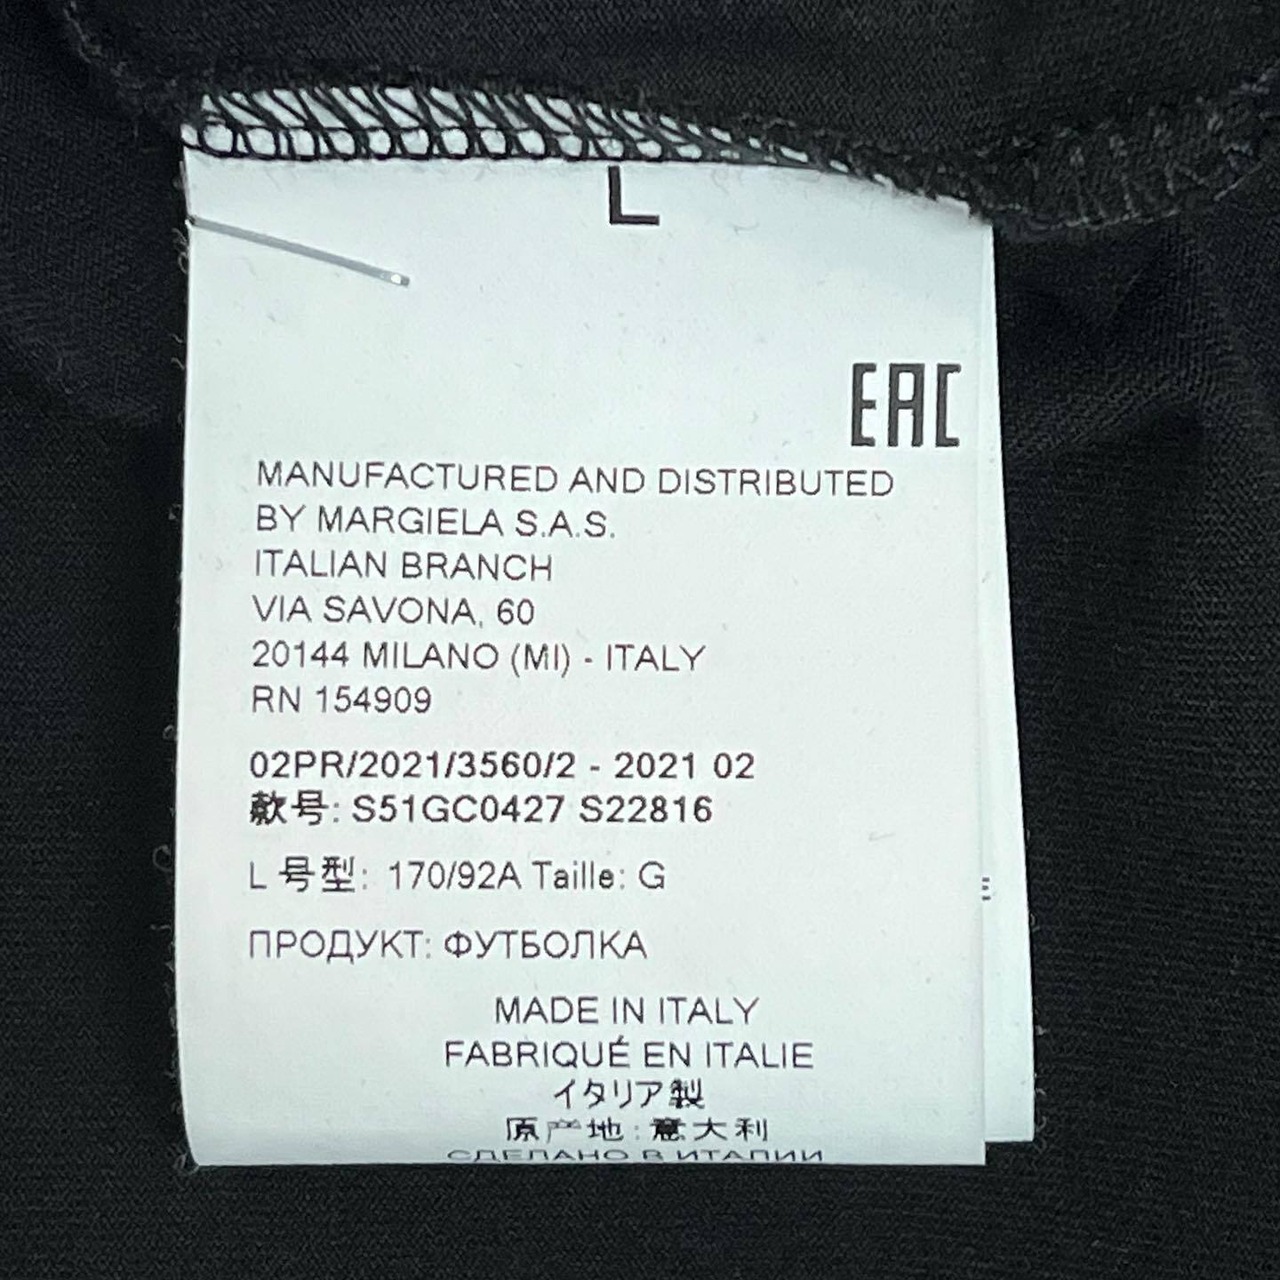 L
EAC
MANUFACTURED AND DISTRIBUTED
BY MARGIELA S.A.S.
ITALIAN BRANCH
VIA SAVONA, 60
20144 MILANO (MI) - ITALY
RN 154909
02PR/2021/3560/2 - 2021 02
款号: S51GC0427 S22816
L 号型: 170/92A Taille: G
ПРОДУКТ: ФУТБОЛКА
MADE IN ITALY
FABRIQUÉ EN ITALIE
イタリア製
原产地: 意大利
СДЕЛАНО В ИТАЛИИ